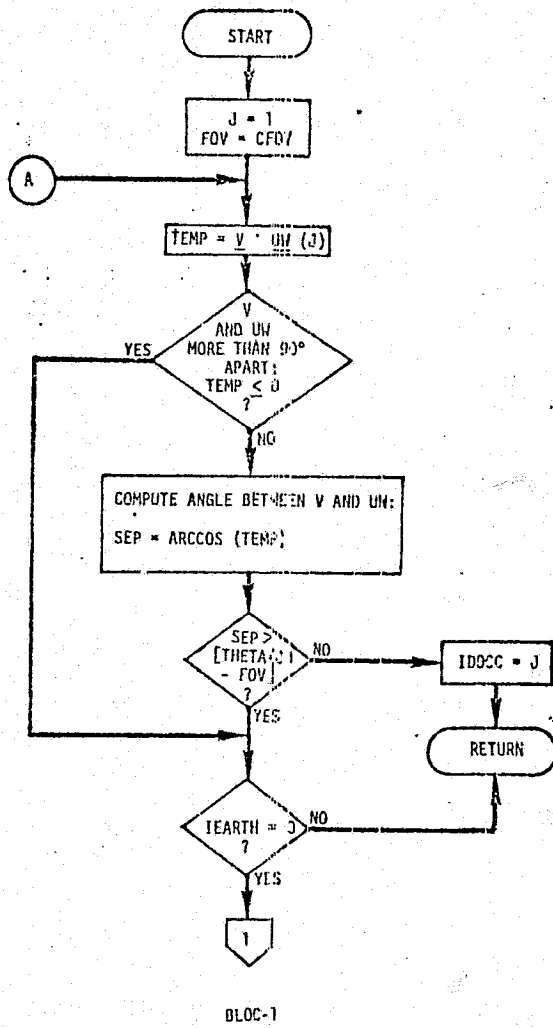 START
J = 1
FOV = CFOV
A
TEMP = V · UW (J)
V
AND UW
MORE THAN 90°
APART:
TEMP ≤ 0
?
YES
NO
COMPUTE ANGLE BETWEEN V AND UW:
SEP = ARCCOS (TEMP)
SEP >
[THETA(J)
- FOV]
?
NO
YES
IDOCC = J
RETURN
IEARTH = J
?
NO
YES
1
BLOC-1